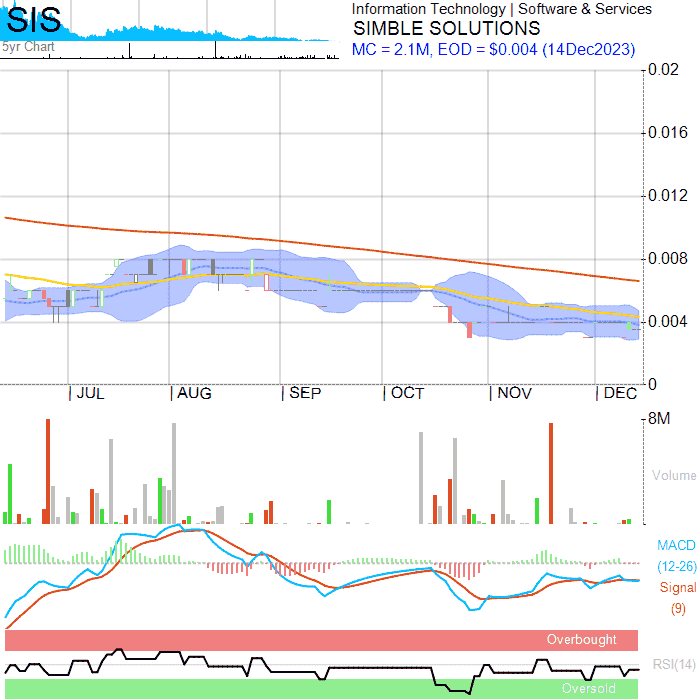 SIS
5yr Chart
Information Technology | Software & Services
SIMBLE SOLUTIONS
MC = 2.1M, EOD = $0.004 (14Dec2023)
0.02
0.016
0.012
0.008
0.004
0
JUL AUG SEP OCT NOV DEC
8M
Volume
MACD
(12-26)
Signal
(9)
Overbought
RSI(14)
Oversold